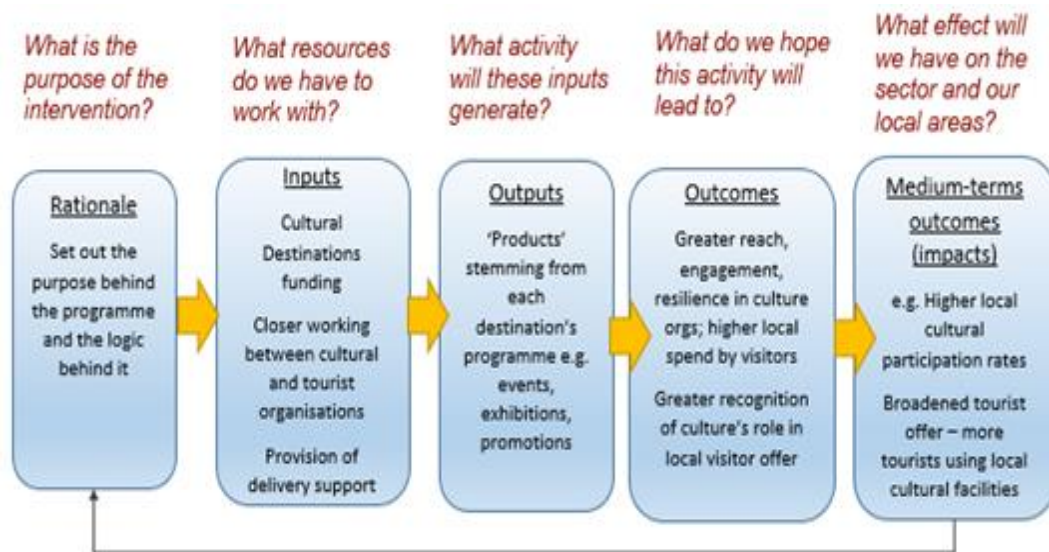 What is the
purpose of the
intervention?
What resources
do we have to
work with?
What activity
will these inputs
generate?
What do we hope
this activity will
lead to?
What effect will
we have on the
sector and our
local areas?
Rationale
Set out the
purpose behind
the programme
and the logic
behind it
Inputs
Cultural
Destinations
funding
Closer working
between cultural
and tourist
organisations
Provision of
delivery support
Outputs
‘Products’
stemming from
each
destination’s
programme e.g.
events,
exhibitions,
promotions
Outcomes
Greater reach,
engagement,
resilience in culture
orgs; higher local
spend by visitors
Greater recognition
of culture’s role in
local visitor offer
Medium-terms
outcomes
(impacts)
e.g. Higher local
cultural
participation rates
Broadened tourist
offer – more
tourists using local
cultural facilities